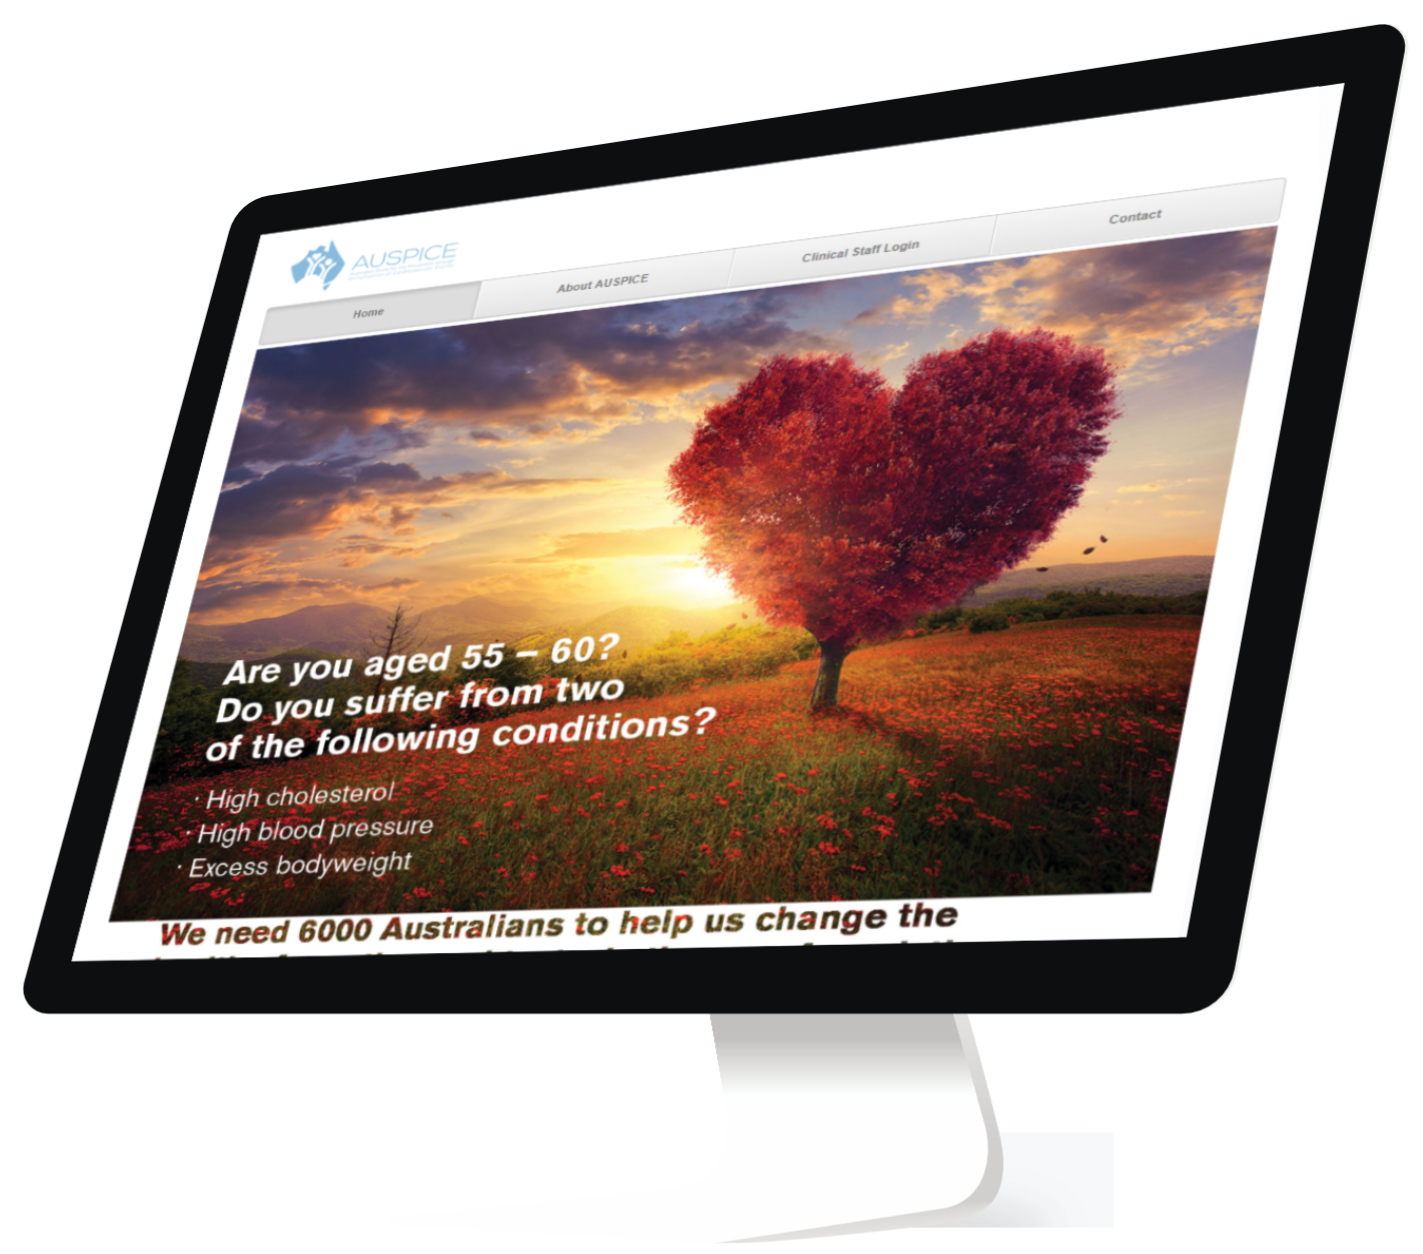 AUSPICE
Home
About AUSPICE
Clinical Staff Login
Contact
Are you aged 55 – 60?
Do you suffer from two
of the following conditions?
· High cholesterol
· High blood pressure
· Excess bodyweight
We need 6000 Australians to help us change the